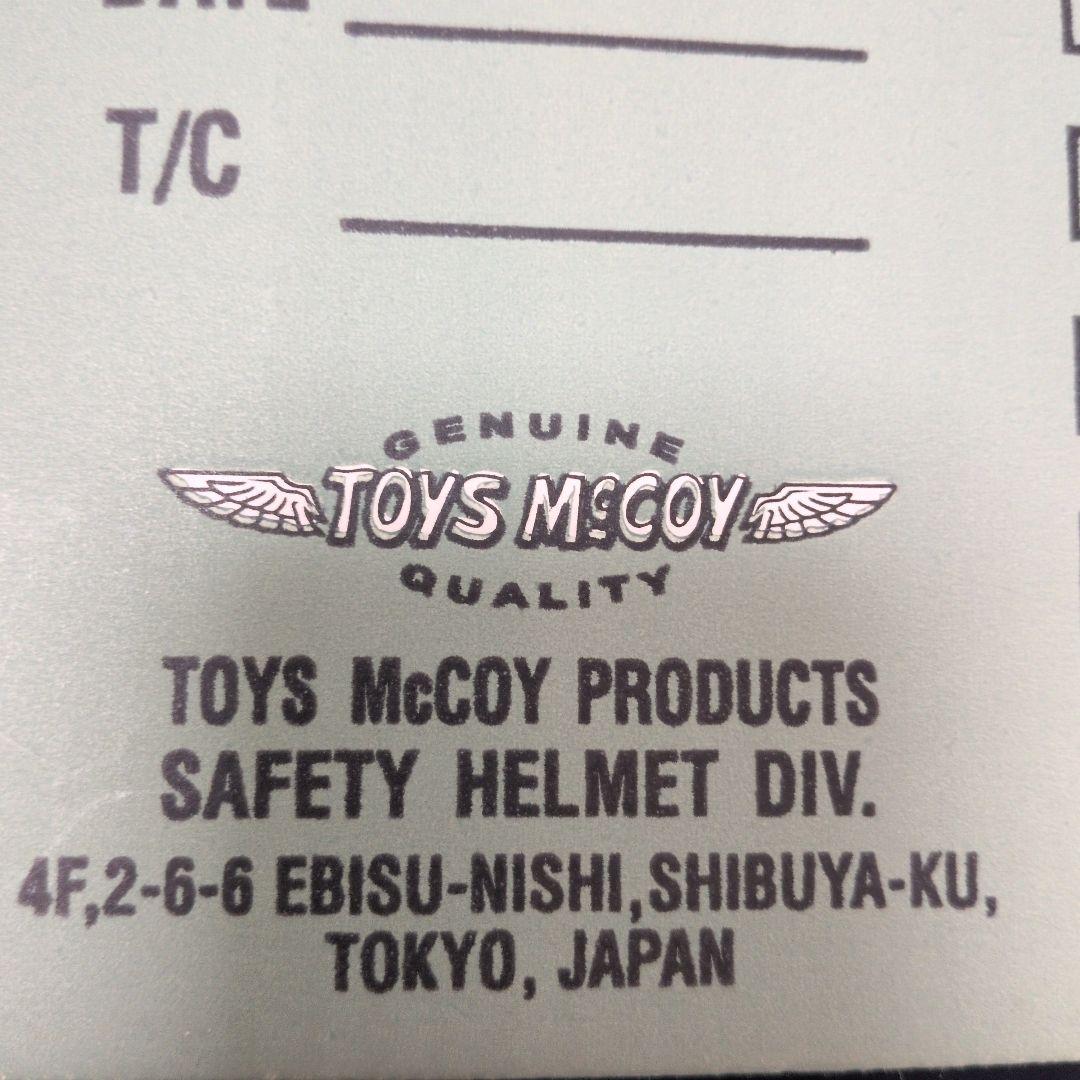 DATE
T/C
GENUINE
TOYS McCOY
QUALITY
TOYS McCOY PRODUCTS
SAFETY HELMET DIV.
4F,2-6-6 EBISU-NISHI,SHIBUYA-KU,
TOKYO, JAPAN